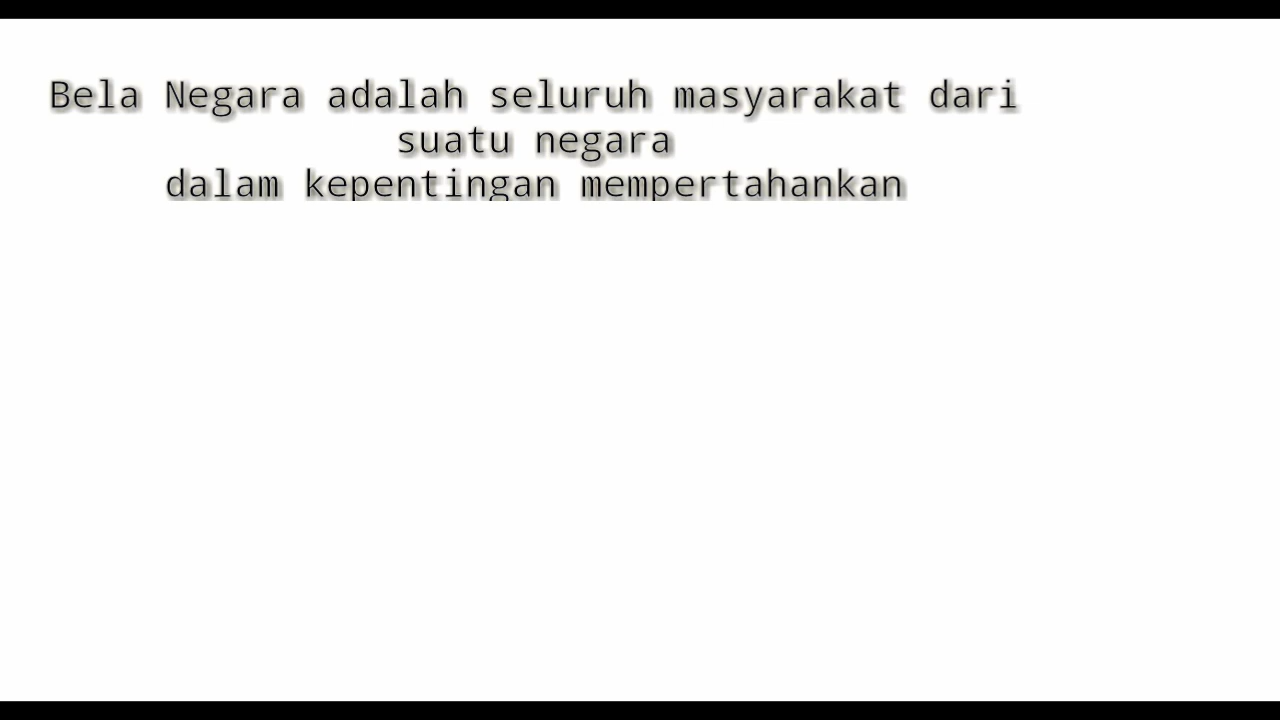 Bela Negara adalah seluruh masyarakat dari
suatu negara
dalam kepentingan mempertahankan